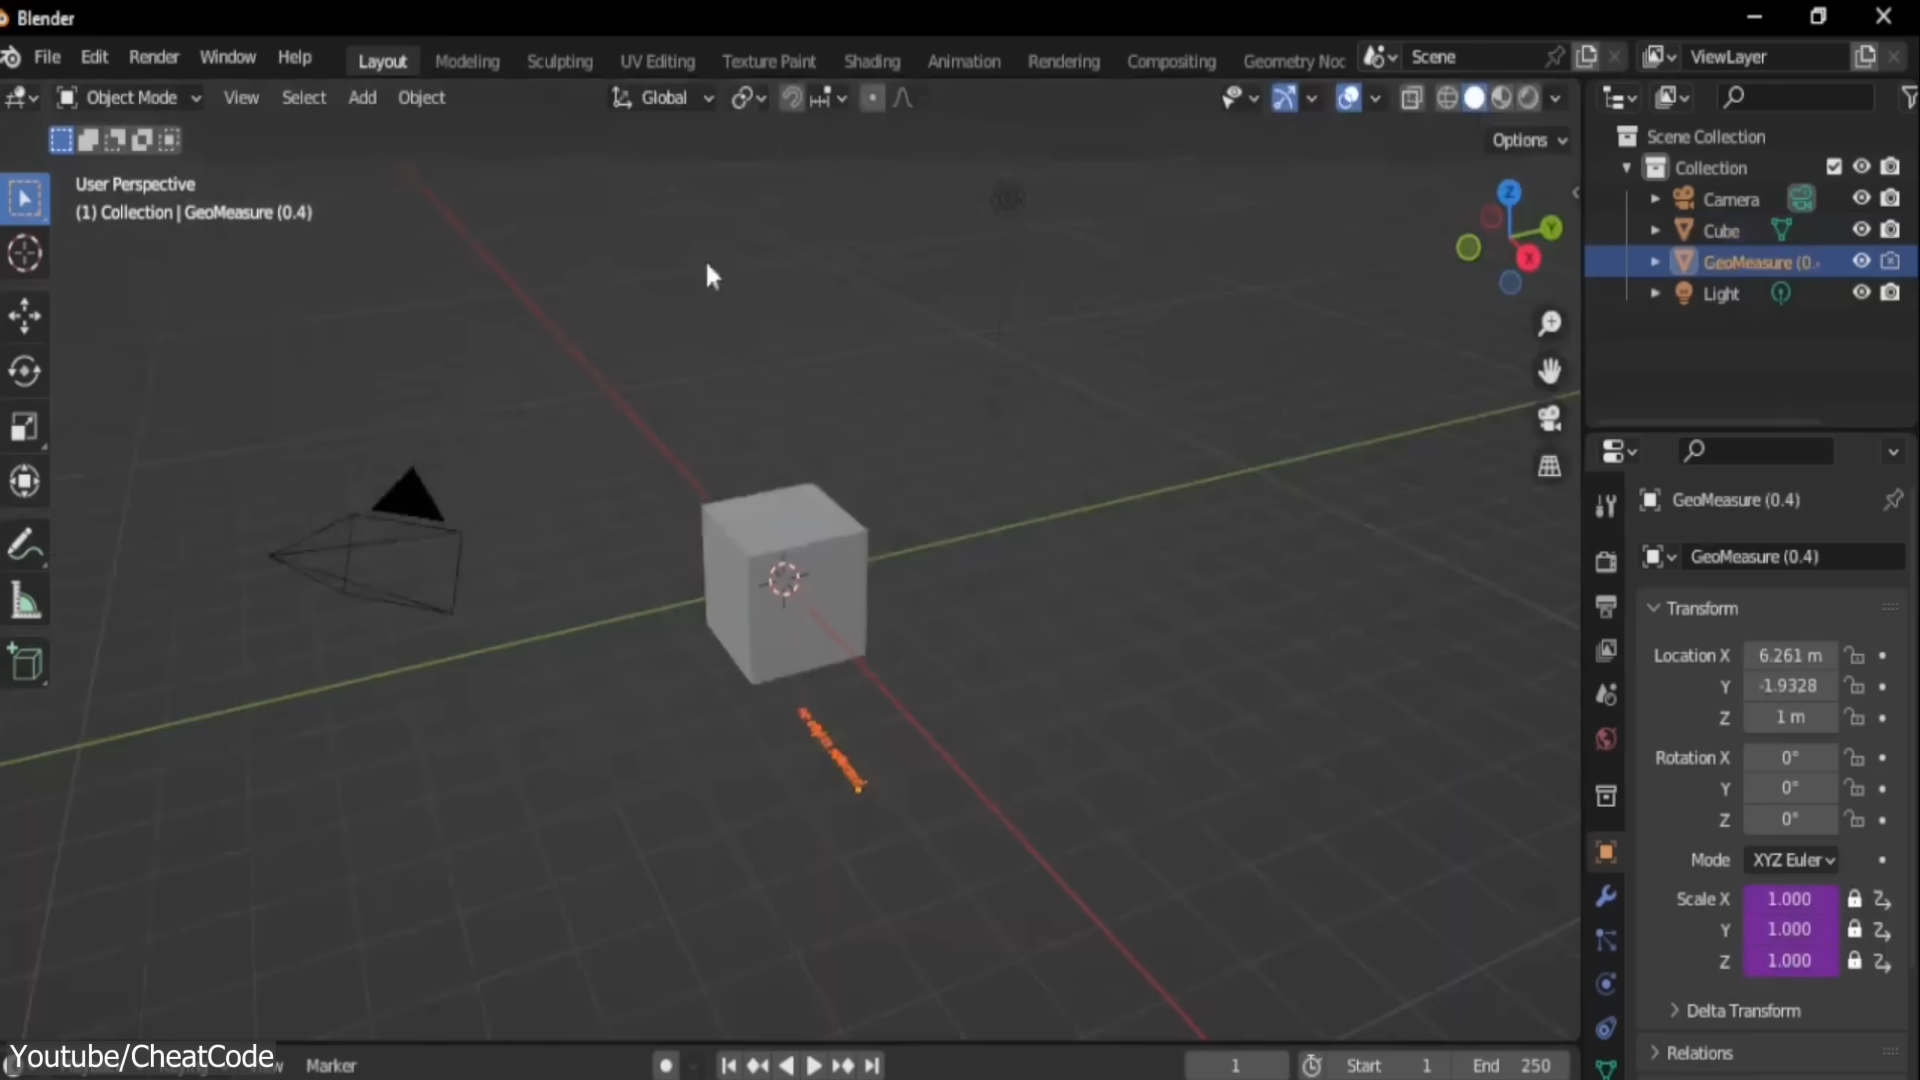 Blender
File Edit Render Window Help Layout Modeling Sculpting UV Editing Texture Paint Shading Animation Rendering Compositing Geometry Noc Scene ViewLayer
Object Mode View Select Add Object Global
Options
User Perspective
(1) Collection | GeoMeasure (0.4)
Z
Y
X
Scene Collection
Collection
Camera
Cube
GeoMeasure (0.
Light
GeoMeasure (0.4)
GeoMeasure (0.4)
Transform
Location X 6.261 m
Y -1.9328
Z 1 m
Rotation X 0°
Y 0°
Z 0°
Mode XYZ Euler
Scale X 1.000
Y 1.000
Z 1.000
Delta Transform
Relations
Youtube/CheatCode
Marker 1 Start 1 End 250